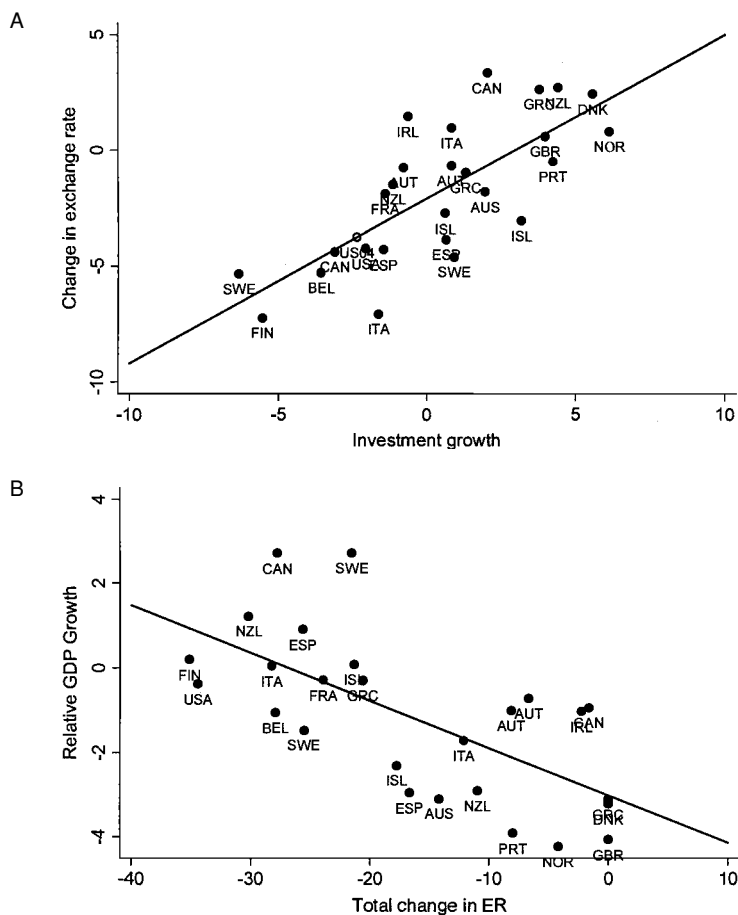 A
5
0
-5
-10
Change in exchange rate
CAN
GRC
NZL
DNK
IRL
ITA
GBR
NOR
AUT
AUT
PRT
NZL
GRC
FRA
AUS
ISL
ISL
US04
ESP
CAN
USA
ESP
SWE
SWE
BEL
FIN
ITA
-10 -5 0 5 10
Investment growth
B
4
2
0
-2
-4
Relative GDP Growth
CAN SWE
NZL
ESP
FIN
ITA
ISL
USA
FRA
GRC
AUT
AUT
IRL
CAN
BEL
SWE
ITA
ISL
ESP
AUS
NZL
GRC
DNK
PRT
NOR
GBR
-40 -30 -20 -10 0 10
Total change in ER